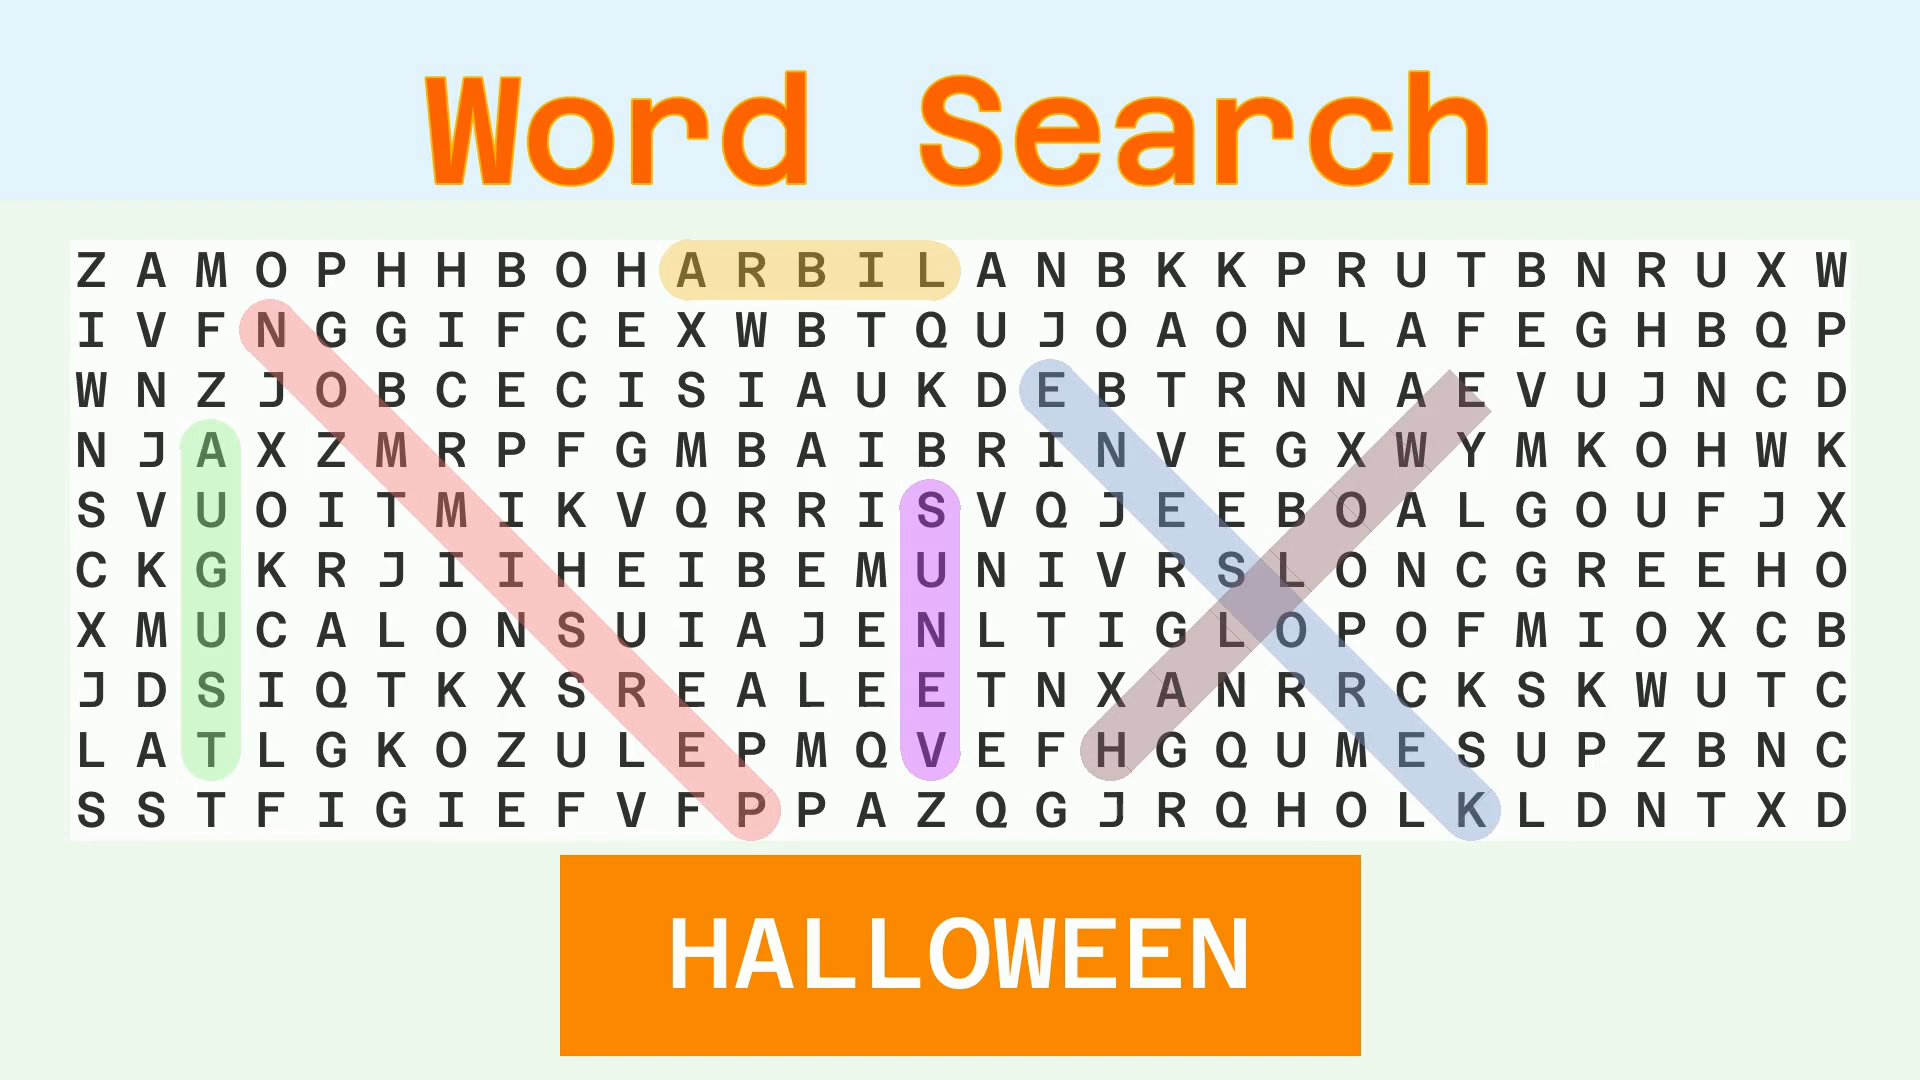 Word Search
Z A M O P H H B O H A R B I L A N B K K P R U T B N R U X W
I V F N G G I F C E X W B T Q U J O A O N L A F E G H B Q P
W N Z J O B C E C I S I A U K D E B T R N N A E V U J N C D
N J A X Z M R P F G M B A I B R I N V E G X W Y M K O H W K
S V U O I T M I K V Q R R I S V Q J E E B O A L G O U F J X
C K G K R J I I H E I B E M U N I V R S L O N C G R E E H O
X M U C A L O N S U I A J E N L T I G L O P O F M I O X C B
J D S I Q T K X S R E A L E E T N X A N R R C K S K W U T C
L A T L G K O Z U L E P M Q V E F H G Q U M E S U P Z B N C
S S T F I G I E F V F P P A Z Q G J R Q H O L K L D N T X D
HALLOWEEN